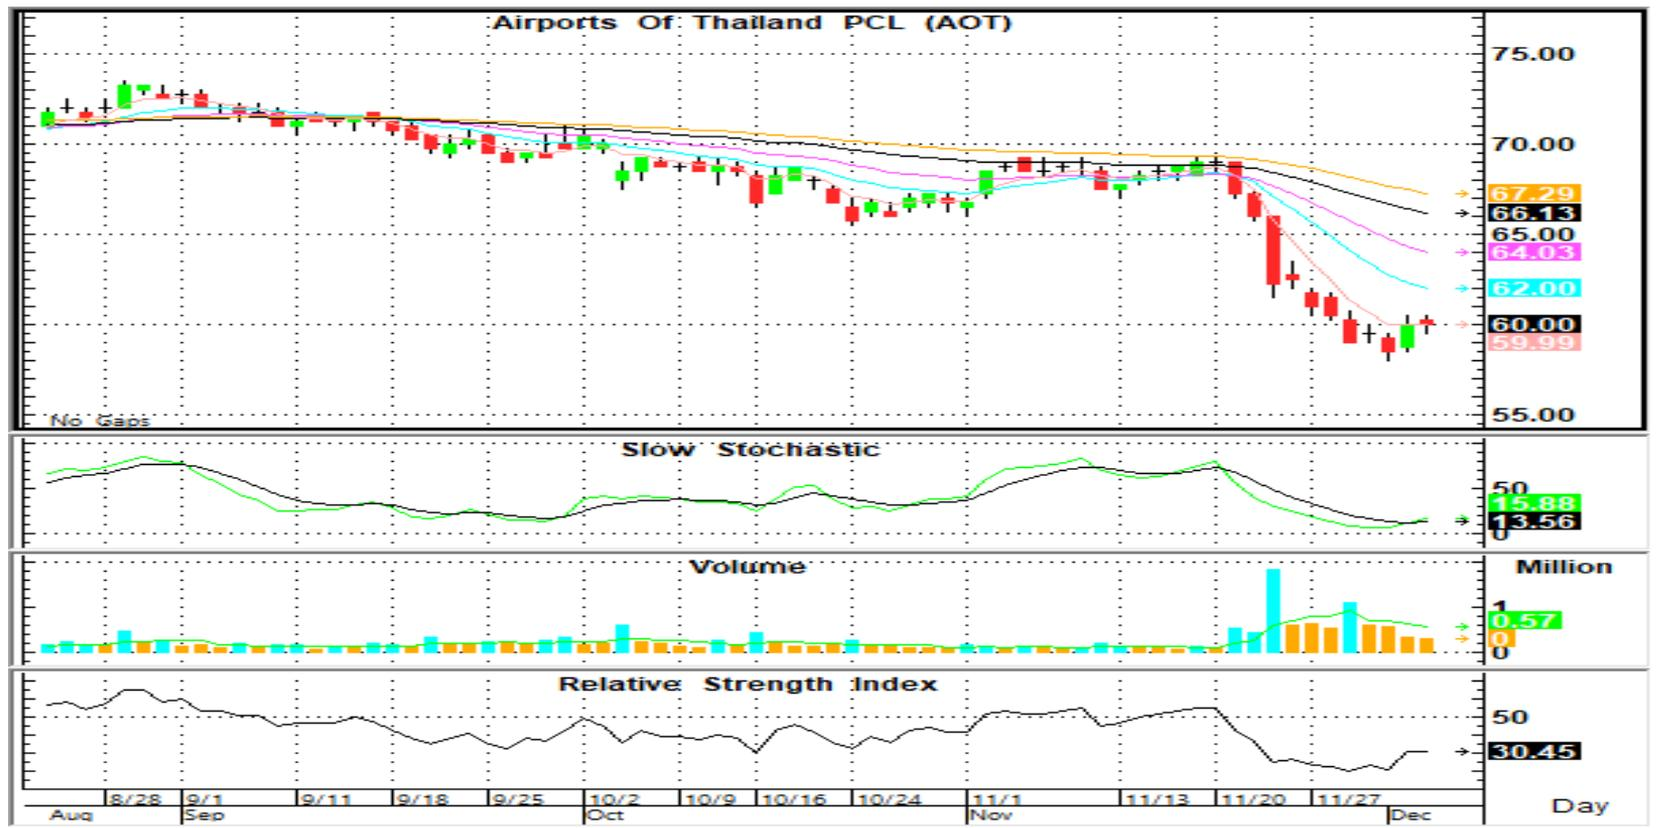 Airports Of Thailand PCL (AOT)
75.00
70.00
67.29
66.13
65.00
64.03
62.00
60.00
59.99
55.00
No Gaps
Slow Stochastic
50
15.88
13.56
0
Volume
Million
1
0.57
0
0
Relative Strength Index
50
30.45
8/28 9/1 9/11 9/18 9/25 10/2 10/9 10/16 10/24 11/1 11/13 11/20 11/27
Aug Sep Oct Nov Dec
Day